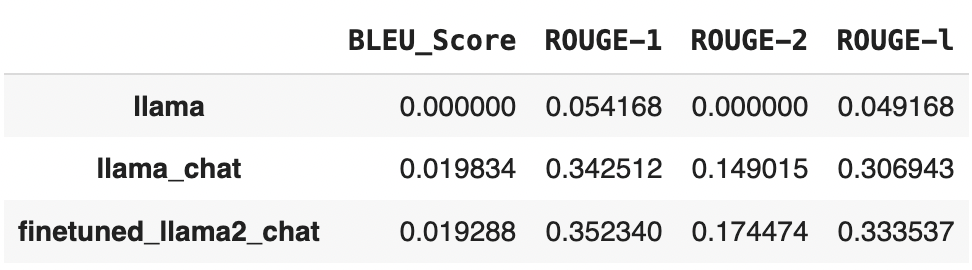 BLEU_Score ROUGE-1 ROUGE-2 ROUGE-l
llama 0.000000 0.054168 0.000000 0.049168
llama_chat 0.019834 0.342512 0.149015 0.306943
finetuned_llama2_chat 0.019288 0.352340 0.174474 0.333537